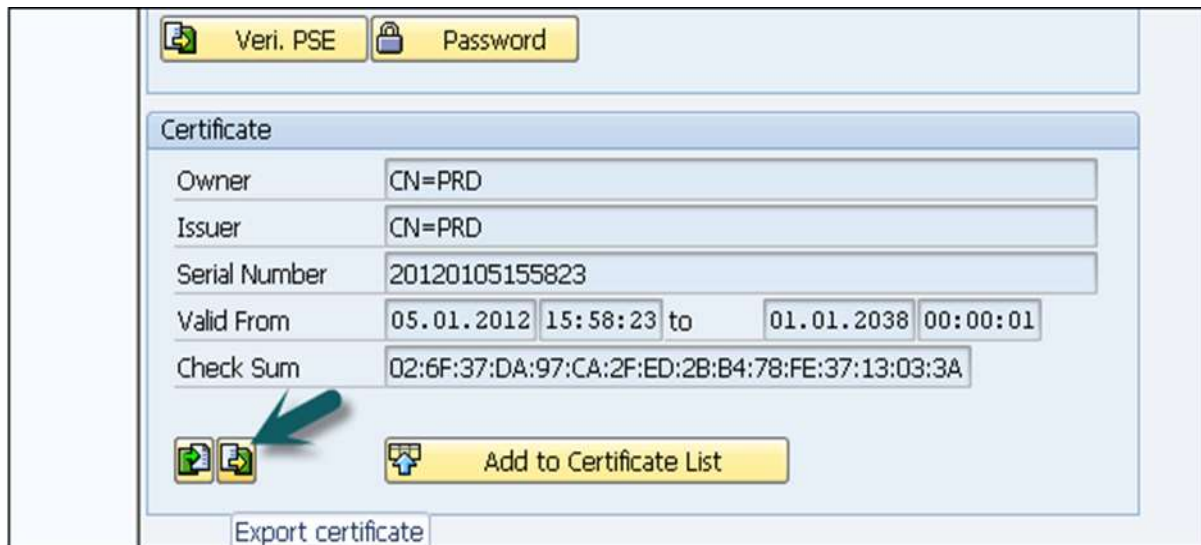 Veri. PSE Password
Certificate
Owner CN=PRD
Issuer CN=PRD
Serial Number 20120105155823
Valid From 05.01.2012 15:58:23 to 01.01.2038 00:00:01
Check Sum 02:6F:37:DA:97:CA:2F:ED:2B:B4:78:FE:37:13:03:3A
Add to Certificate List
Export certificate